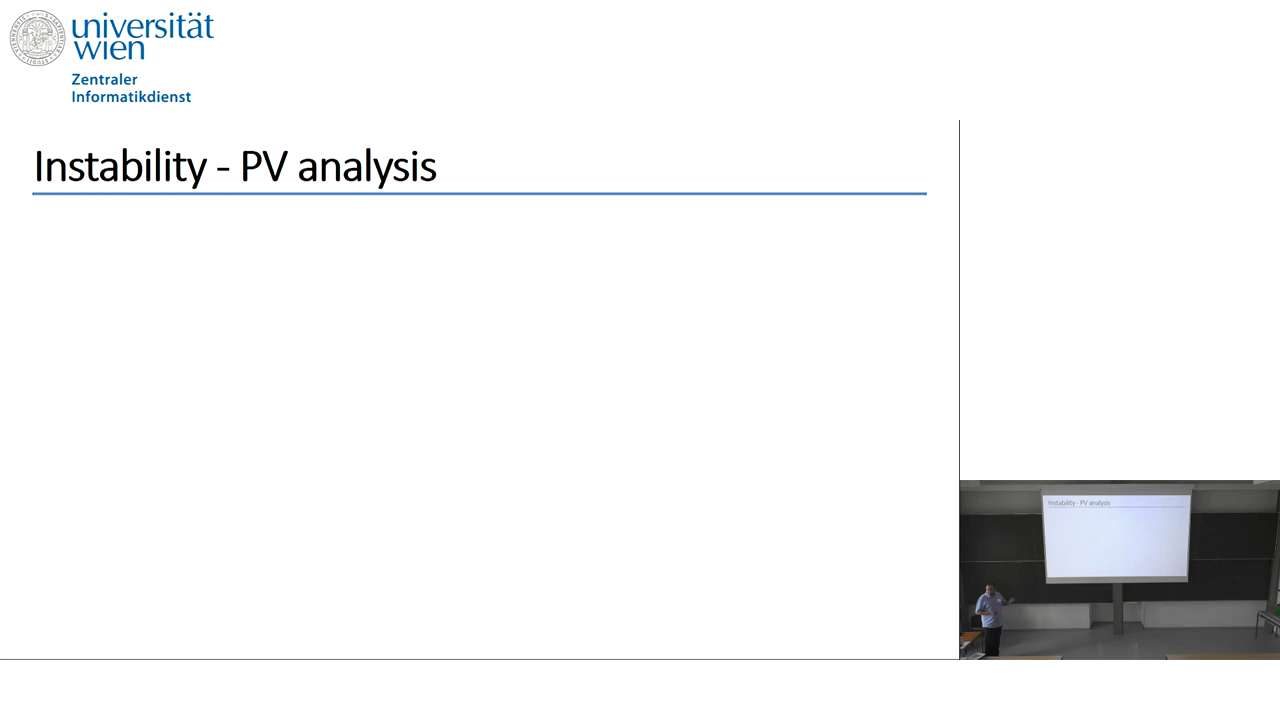 universität
wien
Zentraler
Informatikdienst
Instability - PV analysis
Instability - PV analysis